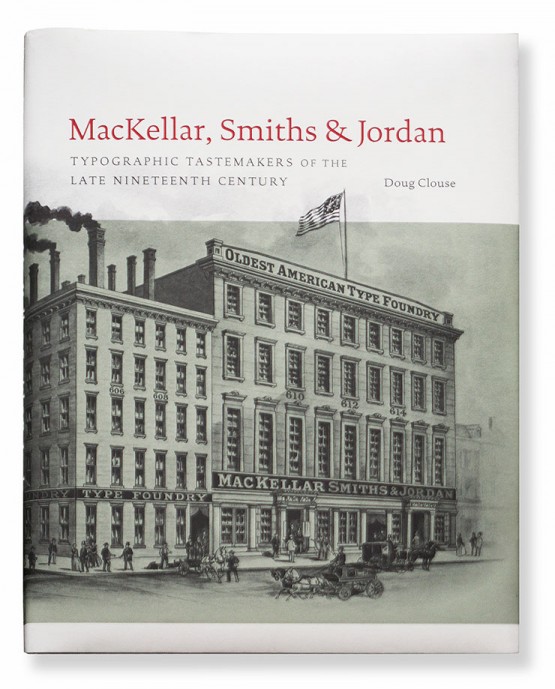 MacKellar, Smiths & Jordan
TYPOGRAPHIC TASTEMAKERS OF THE
LATE NINETEENTH CENTURY
Doug Clouse
OLDEST AMERICAN TYPE FOUNDRY
606 608
610 612 614
MACKELLAR SMITHS & JORDAN
NDRY TYPE FOUNDRY